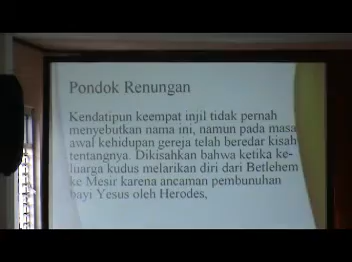 Pondok Renungan
Kendatipun keempat injil tidak pernah
menyebutkan nama ini, namun pada masa
awal kehidupan gereja telah beredar kisah
tentangnya. Dikisahkan bahwa ketika ke-
luarga kudus melarikan diri dari Betlehem
ke Mesir karena ancaman pembunuhan
bayi Yesus oleh Herodes,